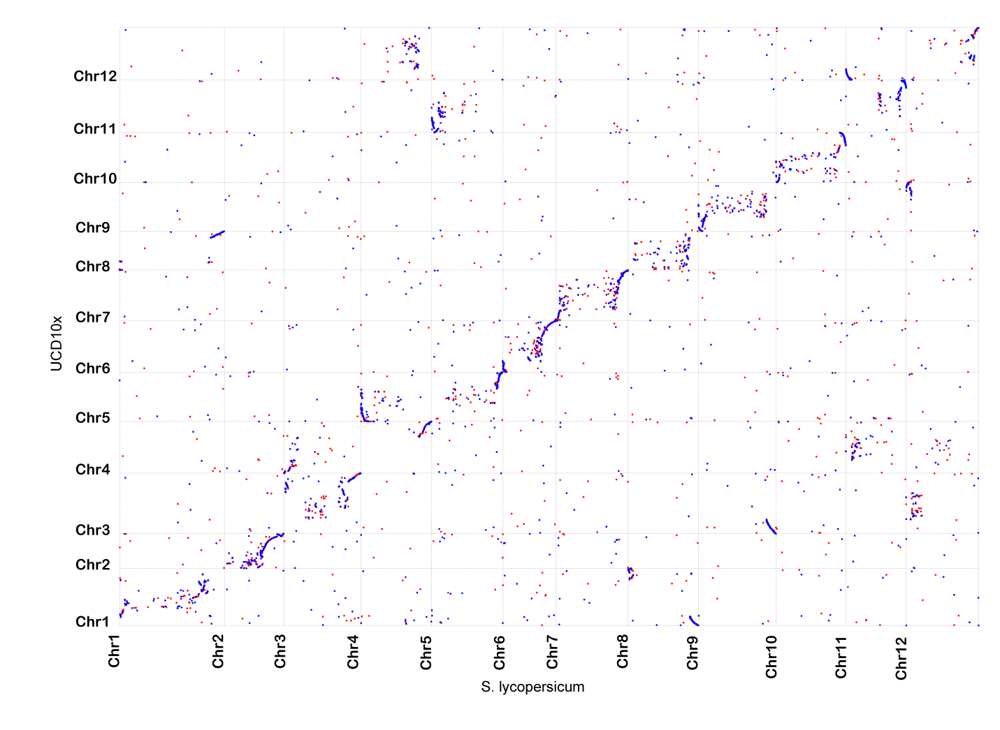 Chr12
Chr11
Chr10
Chr9
Chr8
Chr7
UCD10x
Chr6
Chr5
Chr4
Chr3
Chr2
Chr1
Chr1
Chr2
Chr3
Chr4
Chr5
Chr6
Chr7
Chr8
Chr9
Chr10
Chr11
Chr12
S. lycopersicum